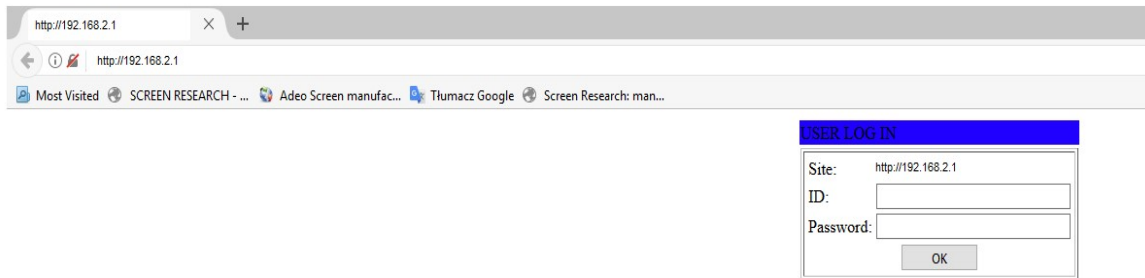 http://192.168.2.1
http://192.168.2.1
Most Visited SCREEN RESEARCH - ... Adeo Screen manufac... Tłumacz Google Screen Research: man...
USER LOG IN
Site: http://192.168.2.1
ID:
Password:
OK